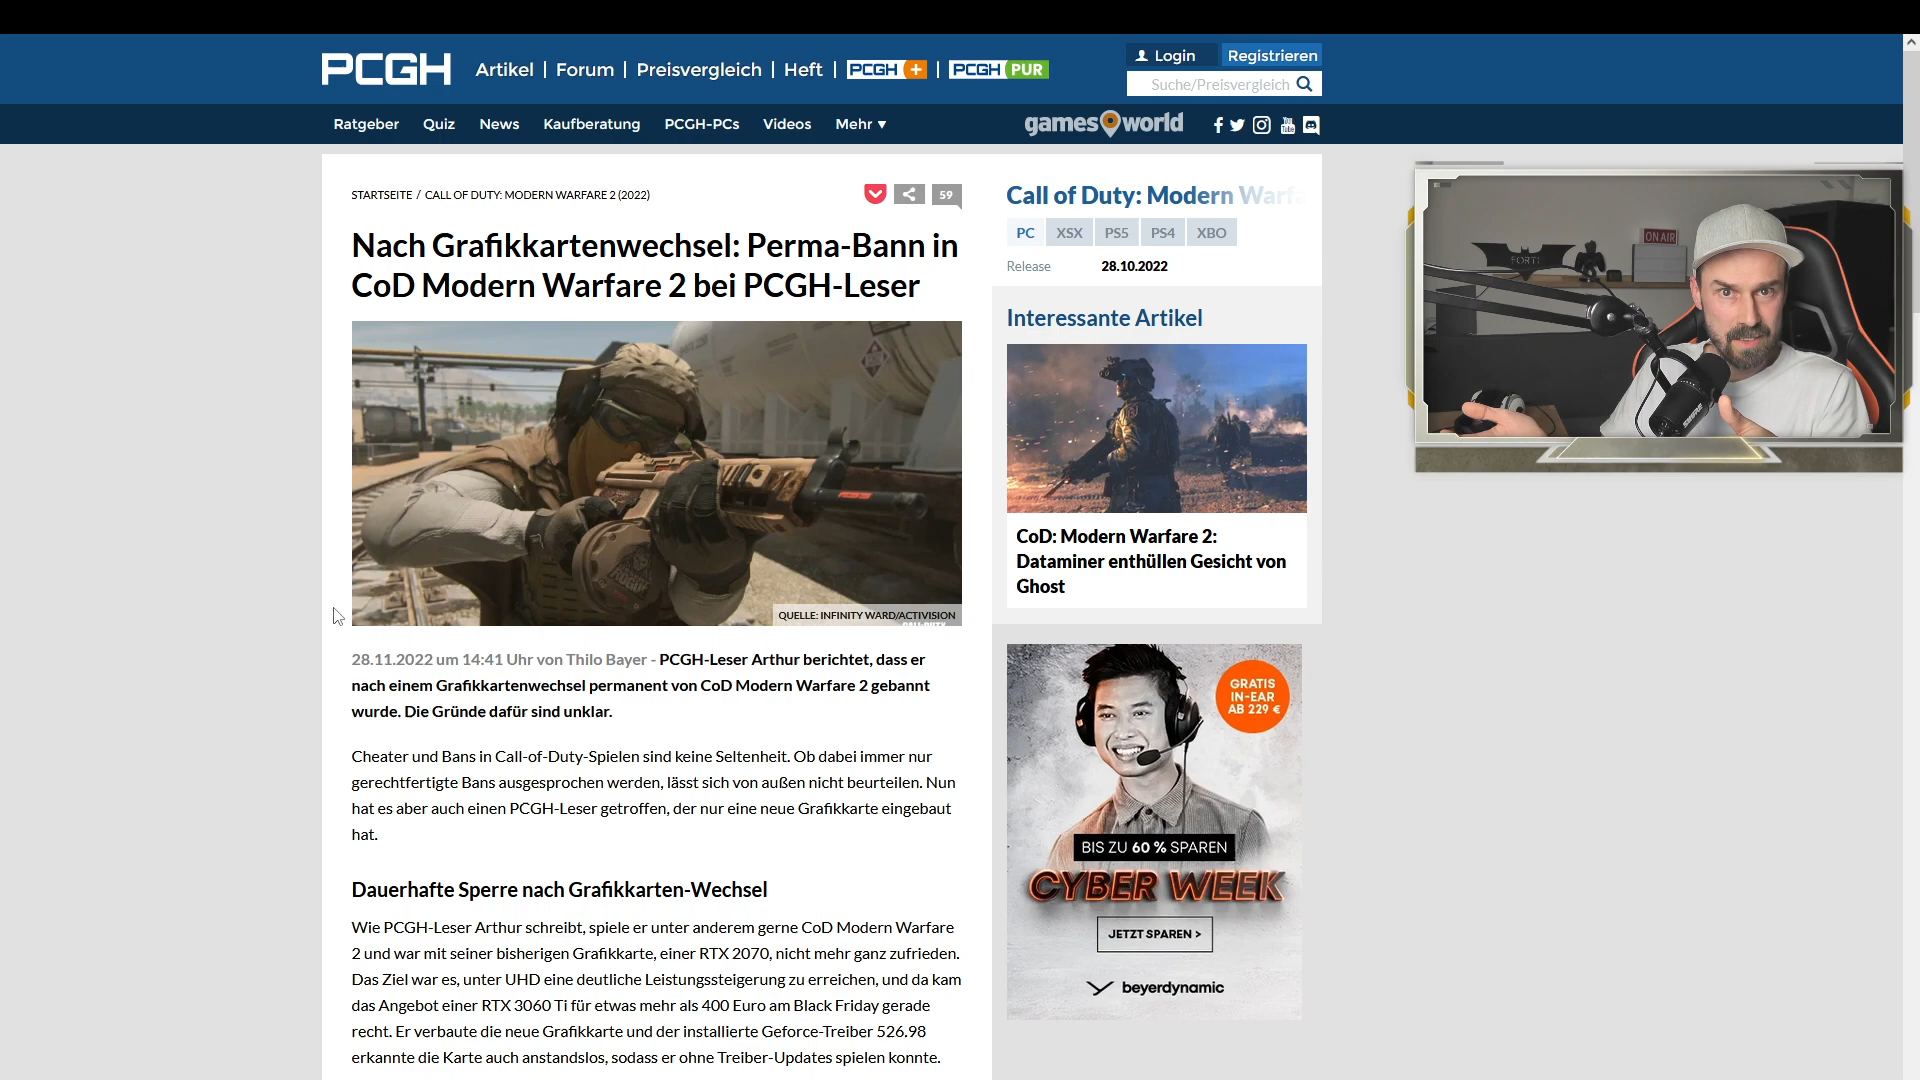 PCGH
Artikel | Forum | Preisvergleich | Heft | PCGH + | PCGH PUR
Login
Registrieren
Suche/Preisvergleich
Ratgeber Quiz News Kaufberatung PCGH-PCs Videos Mehr ▼
games world
STARTSEITE / CALL OF DUTY: MODERN WARFARE 2 (2022)
59
Nach Grafikkartenwechsel: Perma-Bann in
CoD Modern Warfare 2 bei PCGH-Leser
QUELLE: INFINITY WARD/ACTIVISION
28.11.2022 um 14:41 Uhr von Thilo Bayer - PCGH-Leser Arthur berichtet, dass er
nach einem Grafikkartenwechsel permanent von CoD Modern Warfare 2 gebannt
wurde. Die Gründe dafür sind unklar.
Cheater und Bans in Call-of-Duty-Spielen sind keine Seltenheit. Ob dabei immer nur
gerechtfertigte Bans ausgesprochen werden, lässt sich von außen nicht beurteilen. Nun
hat es aber auch einen PCGH-Leser getroffen, der nur eine neue Grafikkarte eingebaut
hat.
Dauerhafte Sperre nach Grafikkarten-Wechsel
Wie PCGH-Leser Arthur schreibt, spiele er unter anderem gerne CoD Modern Warfare
2 und war mit seiner bisherigen Grafikkarte, einer RTX 2070, nicht mehr ganz zufrieden.
Das Ziel war es, unter UHD eine deutliche Leistungssteigerung zu erreichen, und da kam
das Angebot einer RTX 3060 Ti für etwas mehr als 400 Euro am Black Friday gerade
recht. Er verbaute die neue Grafikkarte und der installierte Geforce-Treiber 526.98
erkannte die Karte auch anstandslos, sodass er ohne Treiber-Updates spielen konnte.
Call of Duty: Modern Warfa
PC XSX PS5 PS4 XBO
Release 28.10.2022
Interessante Artikel
CoD: Modern Warfare 2:
Dataminer enthüllen Gesicht von
Ghost
GRATIS
IN-EAR
AB 229 €
BIS ZU 60 % SPAREN
CYBER WEEK
JETZT SPAREN >
beyerdynamic
ON AIR
FORTI
SHURE